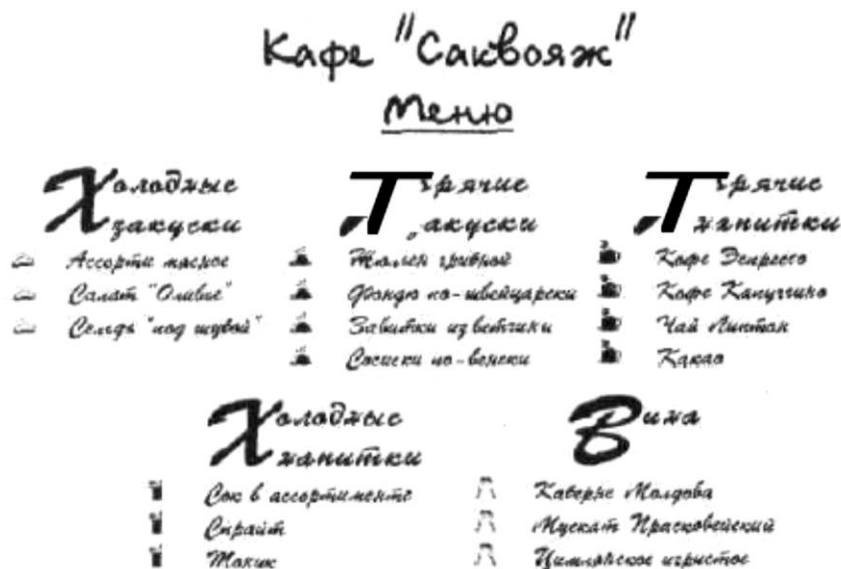 Кафе "Саквояж"
Меню
Холодные
закуски
Ассорти мясное
Салат "Оливье"
Сельдь "под шубой"
Горячие
закуски
Жюльен грибной
Фондю по-швейцарски
Забитки из ветчины
Сосиски по-венски
Горячие
напитки
Кофе Эспрессо
Кофе Капуччино
Чай Липтон
Какао
Холодные
напитки
Сок в ассортименте
Спрайт
Тоник
Вина
Каберне Молдова
Мускат Прасковейский
Цимлянское игристое